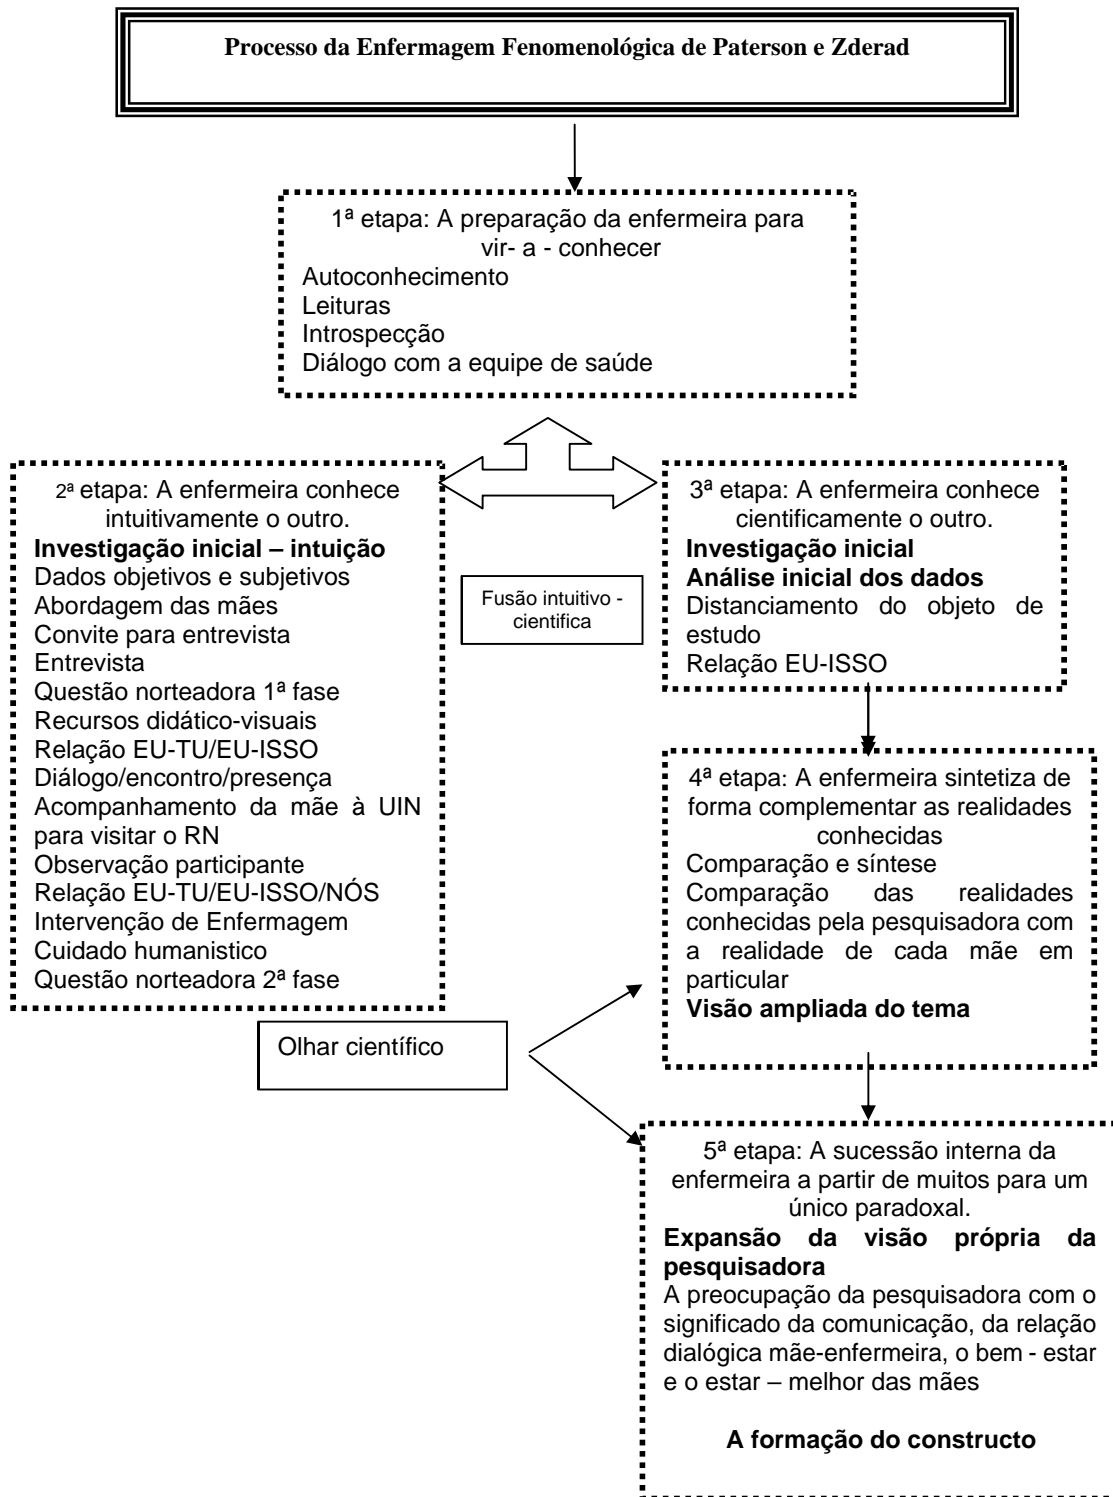 Processo da Enfermagem Fenomenológica de Paterson e Zderad
1ª etapa: A preparação da enfermeira para
vir- a - conhecer
Autoconhecimento
Leituras
Introspecção
Diálogo com a equipe de saúde
2ª etapa: A enfermeira conhece
intuitivamente o outro.
Investigação inicial – intuição
Dados objetivos e subjetivos
Abordagem das mães
Convite para entrevista
Entrevista
Questão norteadora 1ª fase
Recursos didático-visuais
Relação EU-TU/EU-ISSO
Diálogo/encontro/presença
Acompanhamento da mãe à UIN
para visitar o RN
Observação participante
Relação EU-TU/EU-ISSO/NÓS
Intervenção de Enfermagem
Cuidado humanistico
Questão norteadora 2ª fase
Fusão intuitivo -
cientifica
3ª etapa: A enfermeira conhece
cientificamente o outro.
Investigação inicial
Análise inicial dos dados
Distanciamento do objeto de
estudo
Relação EU-ISSO
4ª etapa: A enfermeira sintetiza de
forma complementar as realidades
conhecidas
Comparação e síntese
Comparação das realidades
conhecidas pela pesquisadora com
a realidade de cada mãe em
particular
Visão ampliada do tema
Olhar científico
5ª etapa: A sucessão interna da
enfermeira a partir de muitos para um
único paradoxal.
Expansão da visão própria da
pesquisadora
A preocupação da pesquisadora com o
significado da comunicação, da relação
dialógica mãe-enfermeira, o bem - estar
e o estar – melhor das mães
A formação do constructo